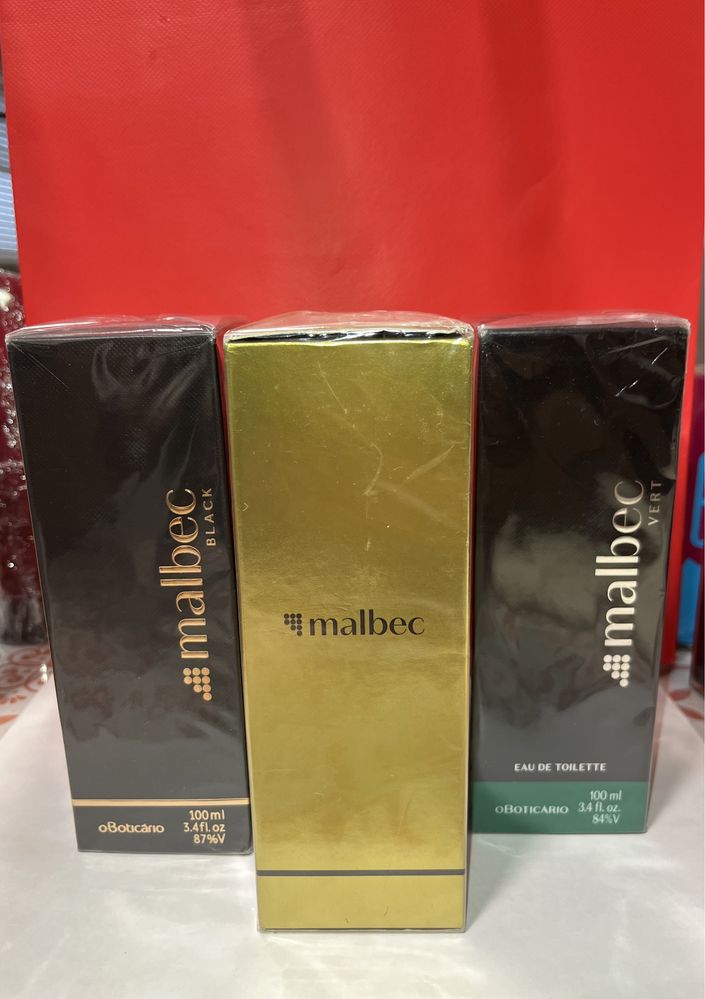 malbec
BLACK
oBoticário
100 ml
3.4 fl. oz
87%V
malbec
malbec
VERT
EAU DE TOILETTE
oBoticário
100 ml
3.4 fl. oz.
84%V